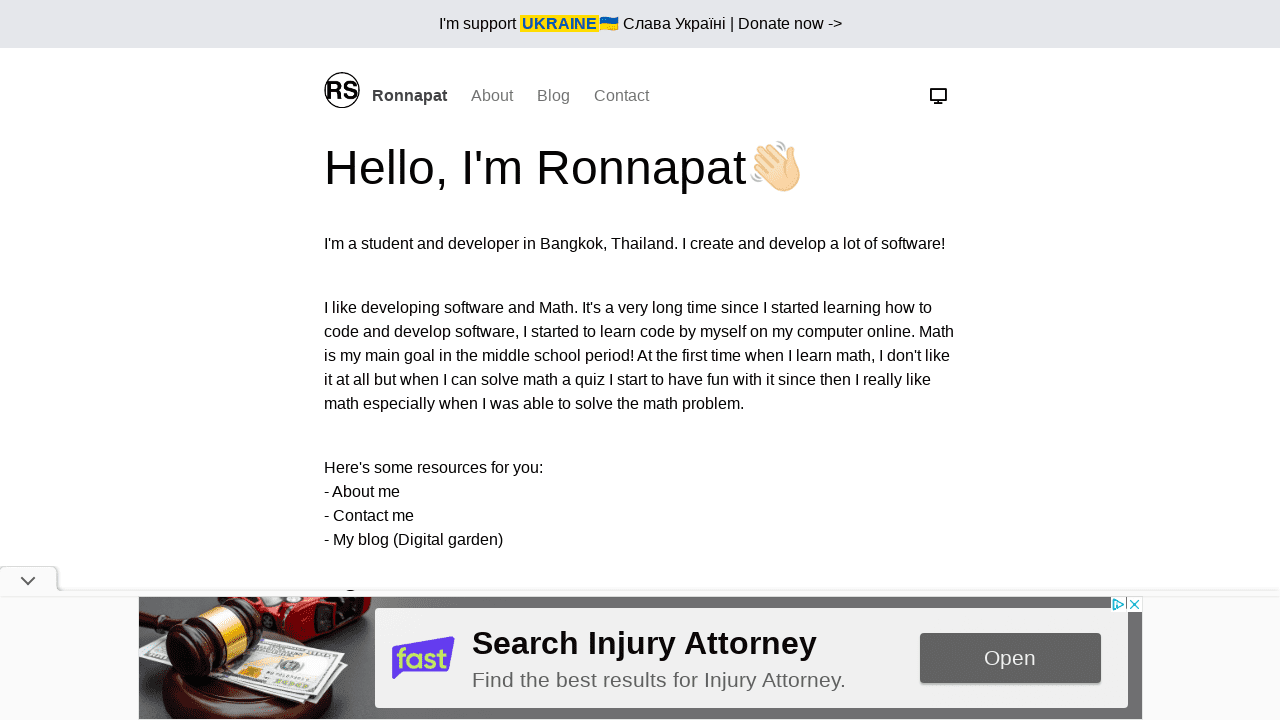 I'm support UKRAINE🇺🇦 Слава Україні | Donate now ->
RS Ronnapat About Blog Contact
Hello, I'm Ronnapat👋🏻
I'm a student and developer in Bangkok, Thailand. I create and develop a lot of software!
I like developing software and Math. It's a very long time since I started learning how to
code and develop software, I started to learn code by myself on my computer online. Math
is my main goal in the middle school period! At the first time when I learn math, I don't like
it at all but when I can solve math a quiz I start to have fun with it since then I really like
math especially when I was able to solve the math problem.
Here's some resources for you:
- About me
- Contact me
- My blog (Digital garden)
fast
Search Injury Attorney
Find the best results for Injury Attorney.
Open